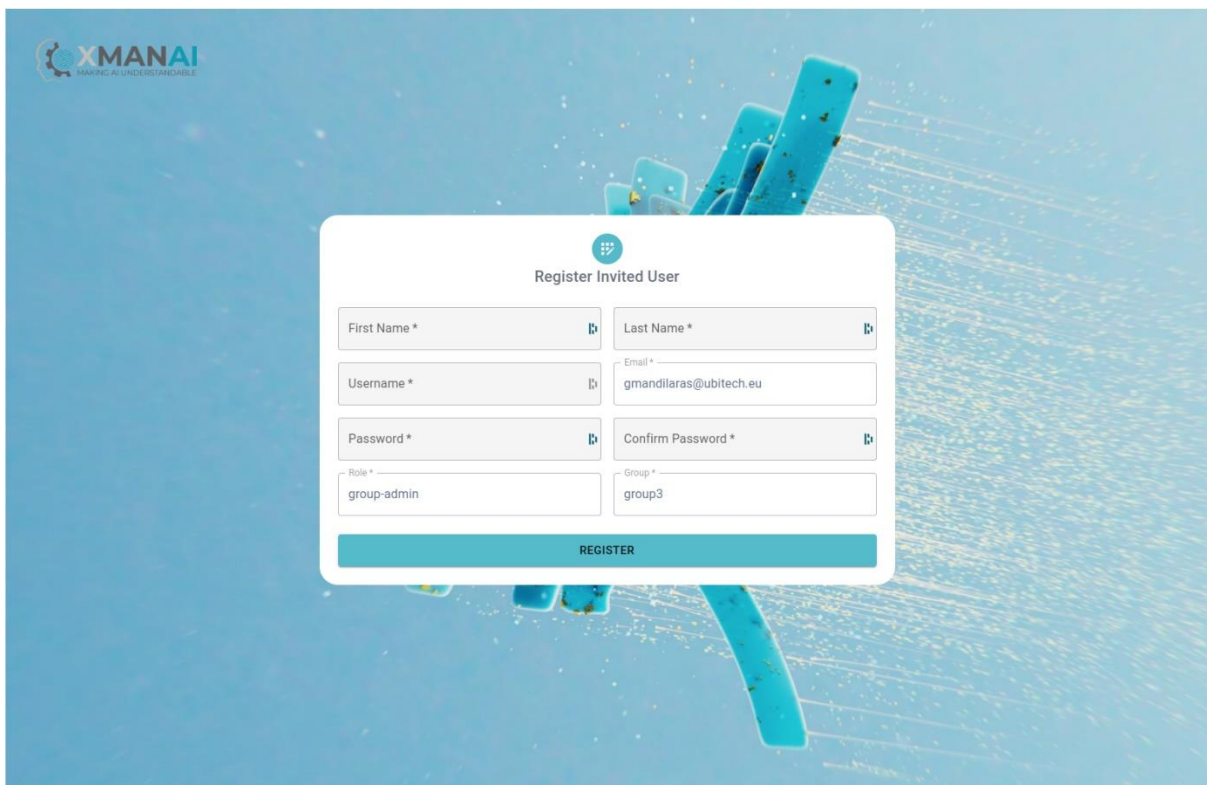 XMANAI
MAKING AI UNDERSTANDABLE
Register Invited User
First Name *
Last Name *
Username *
Email *
gmandilaras@ubitech.eu
Password *
Confirm Password *
Role *
group-admin
Group *
group3
REGISTER